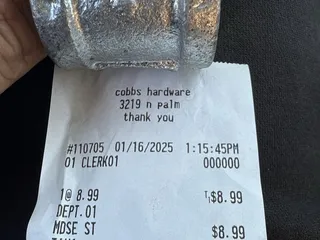 cobbs hardware
3219 n palm
thank you
#110705 01/16/2025 1:15:45PM
01 CLERK01 000000
1@ 8.99 T1$8.99
DEPT.01
MDSE ST $8.99